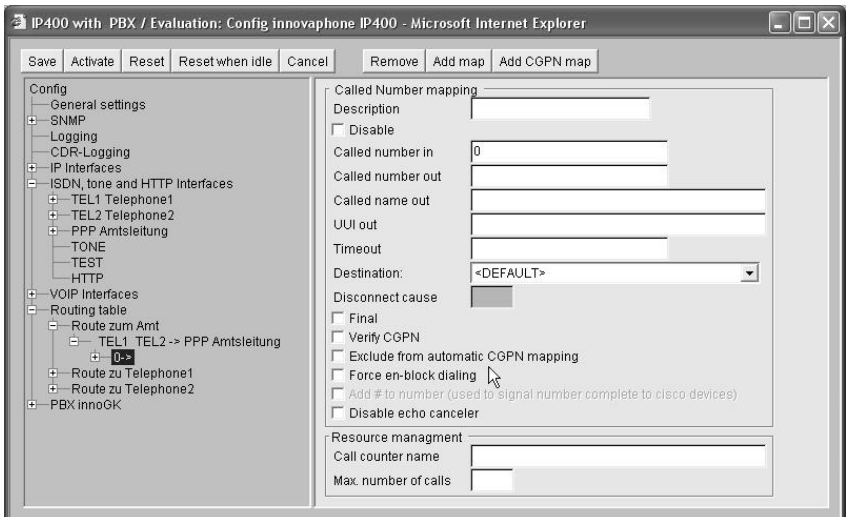 IP400 with PBX / Evaluation: Config innovaphone IP400 - Microsoft Internet Explorer
Save Activate Reset Reset when idle Cancel Remove Add map Add CGPN map
Config
General settings
SNMP
Logging
CDR-Logging
IP Interfaces
ISDN, tone and HTTP Interfaces
TEL1 Telephone1
TEL2 Telephone2
PPP Amtsleitung
TONE
TEST
HTTP
VOIP Interfaces
Routing table
Route zum Amt
TEL1 TEL2 -> PPP Amtsleitung
0->
Route zu Telephone1
Route zu Telephone2
PBX innoGK
Called Number mapping
Description
Disable
Called number in 0
Called number out
Called name out
UUI out
Timeout
Destination: <DEFAULT>
Disconnect cause
Final
Verify CGPN
Exclude from automatic CGPN mapping
Force en-block dialing
Add # to number (used to signal number complete to cisco devices)
Disable echo canceler
Resource managment
Call counter name
Max. number of calls